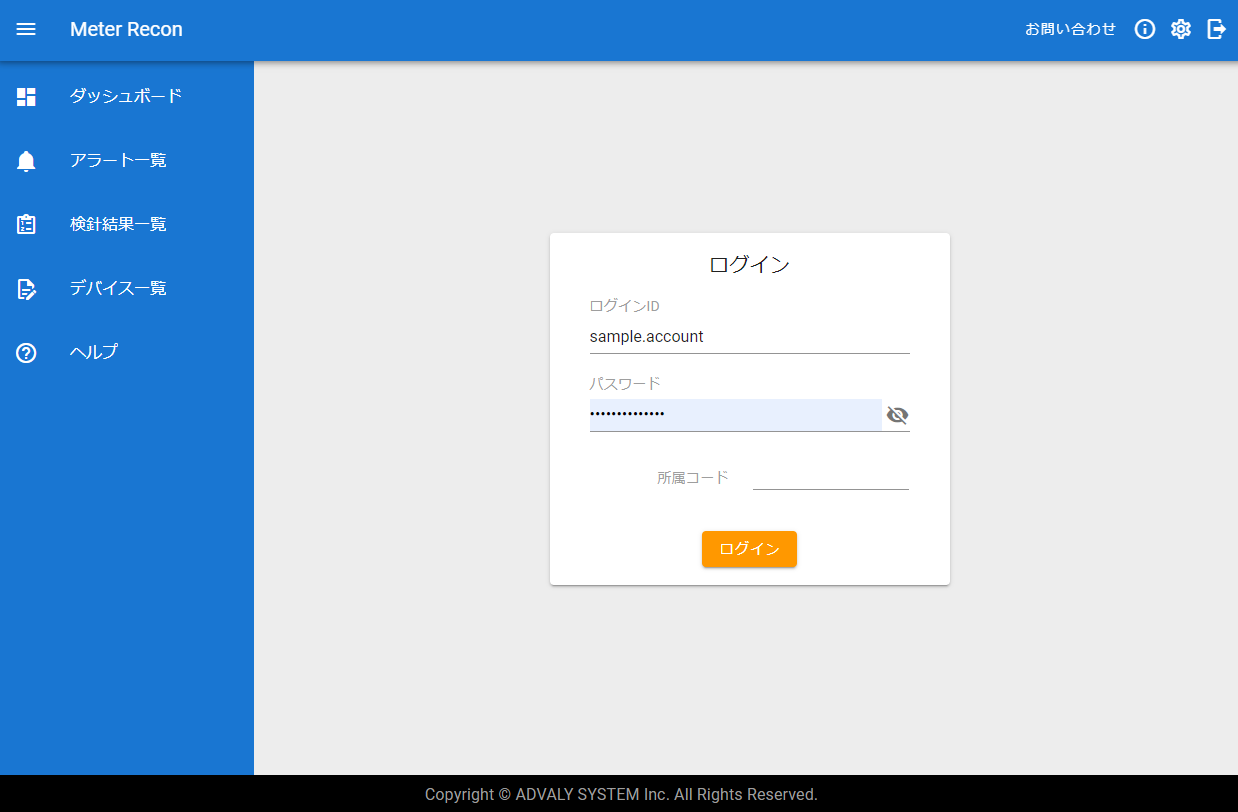 Meter Recon
お問い合わせ
ダッシュボード
アラート一覧
検針結果一覧
デバイス一覧
ヘルプ
ログイン
ログインID
sample.account
パスワード
••••••••••••••
所属コード
ログイン
Copyright © ADVALY SYSTEM Inc. All Rights Reserved.